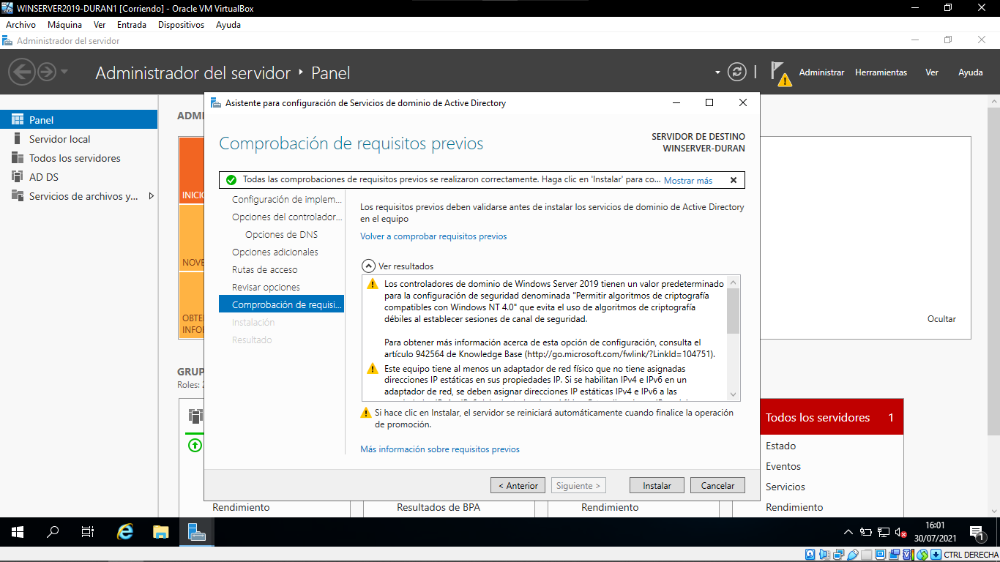 WINSERVER2019-DURAN1 [Corriendo] - Oracle VM VirtualBox
Archivo Máquina Ver Entrada Dispositivos Ayuda
Administrador del servidor
Administrador del servidor ‣ Panel
Administrar Herramientas Ver Ayuda
Panel
Servidor local
Todos los servidores
AD DS
Servicios de archivos y...
ADMI
INICIO
NOVE
OBTE
INFO
Ocultar
GRUP
Roles: 2
Asistente para configuración de Servicios de dominio de Active Directory
Comprobación de requisitos previos
SERVIDOR DE DESTINO
WINSERVER-DURAN
Todas las comprobaciones de requisitos previos se realizaron correctamente. Haga clic en 'Instalar' para co... Mostrar más
Configuración de implem...
Opciones del controlador...
Opciones de DNS
Opciones adicionales
Rutas de acceso
Revisar opciones
Comprobación de requisi...
Instalación
Resultado
Los requisitos previos deben validarse antes de instalar los servicios de dominio de Active Directory
en el equipo
Volver a comprobar requisitos previos
Ver resultados
Los controladores de dominio de Windows Server 2019 tienen un valor predeterminado
para la configuración de seguridad denominada "Permitir algoritmos de criptografía
compatibles con Windows NT 4.0" que evita el uso de algoritmos de criptografía
débiles al establecer sesiones de canal de seguridad.
Para obtener más información acerca de esta opción de configuración, consulta el
artículo 942564 de Knowledge Base (http://go.microsoft.com/fwlink/?LinkId=104751).
Este equipo tiene al menos un adaptador de red físico que no tiene asignadas
direcciones IP estáticas en sus propiedades IP. Si se habilitan IPv4 e IPv6 en un
adaptador de red, se deben asignar direcciones IP estáticas IPv4 e IPv6 a las
Si hace clic en Instalar, el servidor se reiniciará automáticamente cuando finalice la operación
de promoción.
Más información sobre requisitos previos
< Anterior Siguiente > Instalar Cancelar
Todos los servidores 1
Estado
Eventos
Servicios
Rendimiento
Rendimiento Resultados de BPA Rendimiento
16:01
30/07/2021
1
CTRL DERECHA